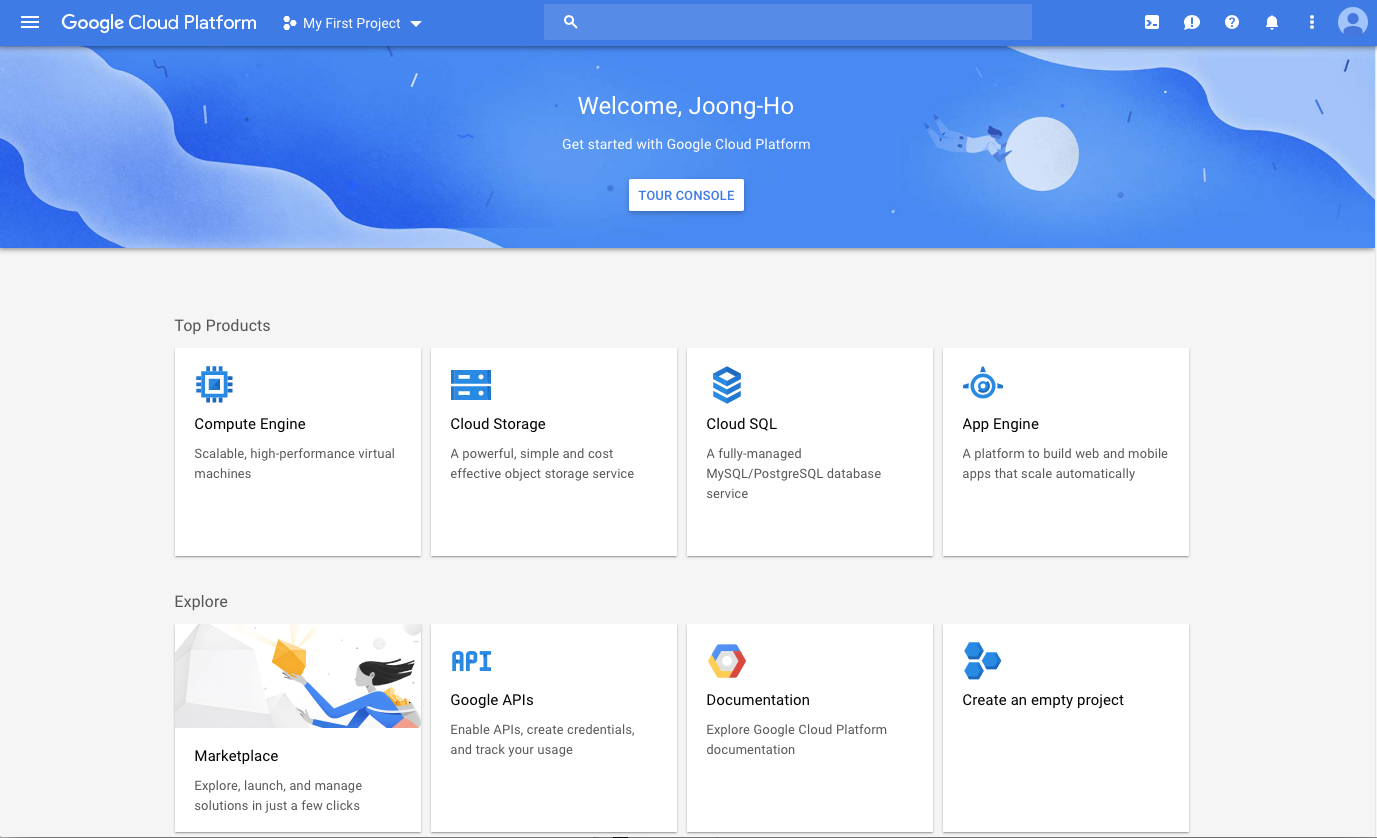 Google Cloud Platform
My First Project
Welcome, Joong-Ho
Get started with Google Cloud Platform
TOUR CONSOLE
Top Products
Compute Engine
Scalable, high-performance virtual
machines
Cloud Storage
A powerful, simple and cost
effective object storage service
Cloud SQL
A fully-managed
MySQL/PostgreSQL database
service
App Engine
A platform to build web and mobile
apps that scale automatically
Explore
Marketplace
Explore, launch, and manage
solutions in just a few clicks
API
Google APIs
Enable APIs, create credentials,
and track your usage
Documentation
Explore Google Cloud Platform
documentation
Create an empty project